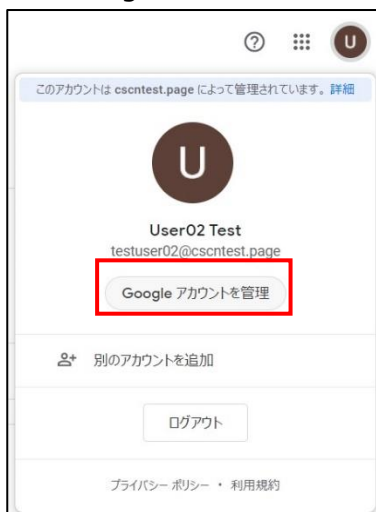 U
このアカウントは cscntest.page によって管理されています。詳細
U
User02 Test
testuser02@cscntest.page
Google アカウントを管理
別のアカウントを追加
ログアウト
プライバシー ポリシー ・ 利用規約